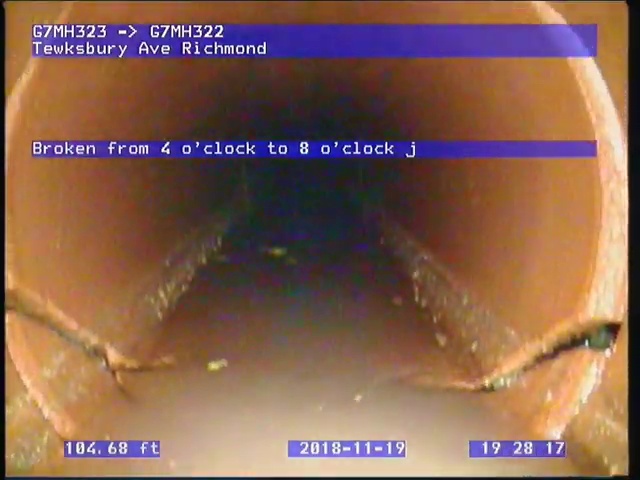 G7MH323 -> G7MH322
Tewksbury Ave Richmond
Broken from 4 o'clock to 8 o'clock j
104.68 ft 2018-11-19 19 28 17